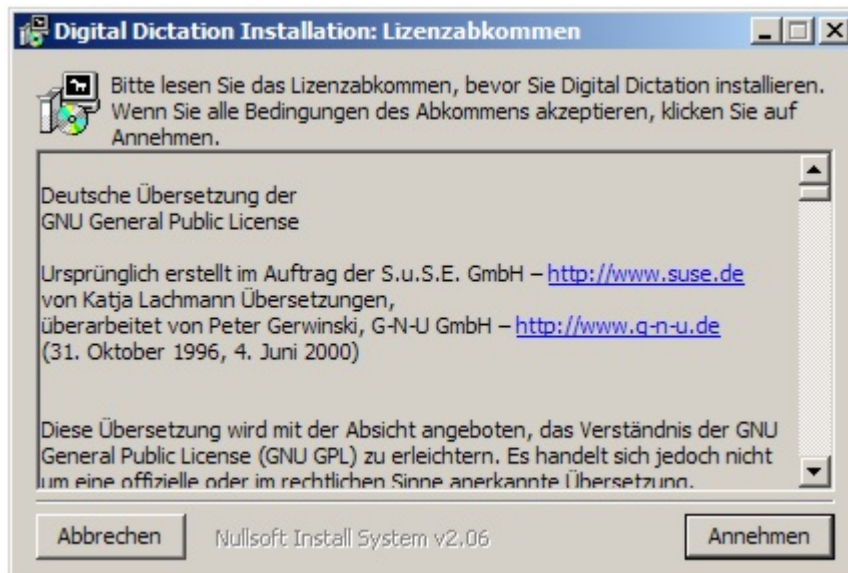 Digital Dictation Installation: Lizenzabkommen
Bitte lesen Sie das Lizenzabkommen, bevor Sie Digital Dictation installieren.
Wenn Sie alle Bedingungen des Abkommens akzeptieren, klicken Sie auf
Annehmen.
Deutsche Übersetzung der
GNU General Public License
Ursprünglich erstellt im Auftrag der S.u.S.E. GmbH – http://www.suse.de
von Katja Lachmann Übersetzungen,
überarbeitet von Peter Gerwinski, G-N-U GmbH – http://www.g-n-u.de
(31. Oktober 1996, 4. Juni 2000)
Diese Übersetzung wird mit der Absicht angeboten, das Verständnis der GNU
General Public License (GNU GPL) zu erleichtern. Es handelt sich jedoch nicht
um eine offizielle oder im rechtlichen Sinne anerkannte Übersetzung.
Abbrechen
Nullsoft Install System v2.06
Annehmen